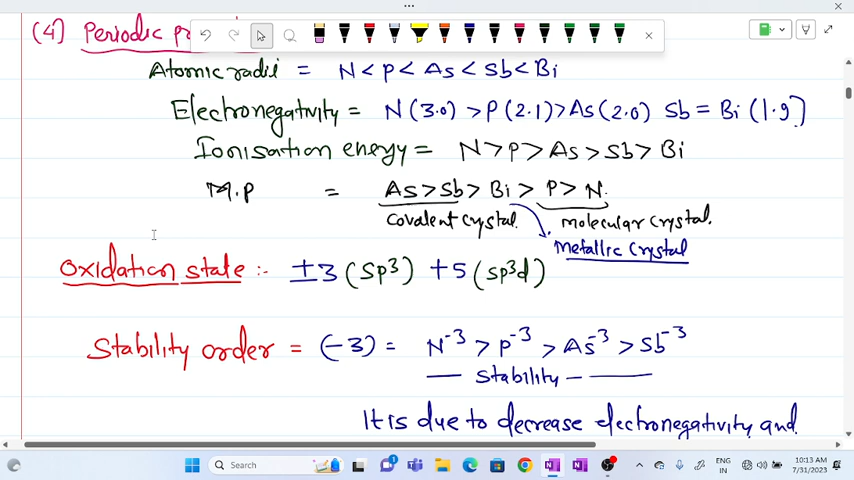 (4) Periodic p
Atomic radii = N < P < As < Sb < Bi
Electronegativity = N (3.0) > P (2.1) > As (2.0) Sb = Bi (1.9)
Ionisation energy = N > P > As > Sb > Bi
M.P = As > Sb > Bi > P > N.
covalent crystal. molecular crystal.
Metallic Crystal
Oxidation state :- ±3 (sp³) +5 (sp³d)
Stability order = (-3) = N⁻³ > P⁻³ > As⁻³ > Sb⁻³
Stability
It is due to decrease electronegativity and
Search
ENG
IN
10:13 AM
7/31/2023